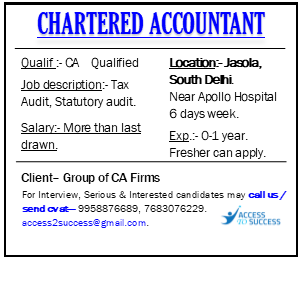 CHARTERED ACCOUNTANT
Qualif :- CA Qualified
Job description:- Tax
Audit, Statutory audit.
Salary:- More than last
drawn.
Location:- Jasola,
South Delhi.
Near Apollo Hospital
6 days week.
Exp.:- 0-1 year.
Fresher can apply.
Client– Group of CA Firms
For Interview, Serious & Interested candidates may call us /
send cv at—9958876689, 7683076229.
access2success@gmail.com.
ACCESS
TO SUCCESS